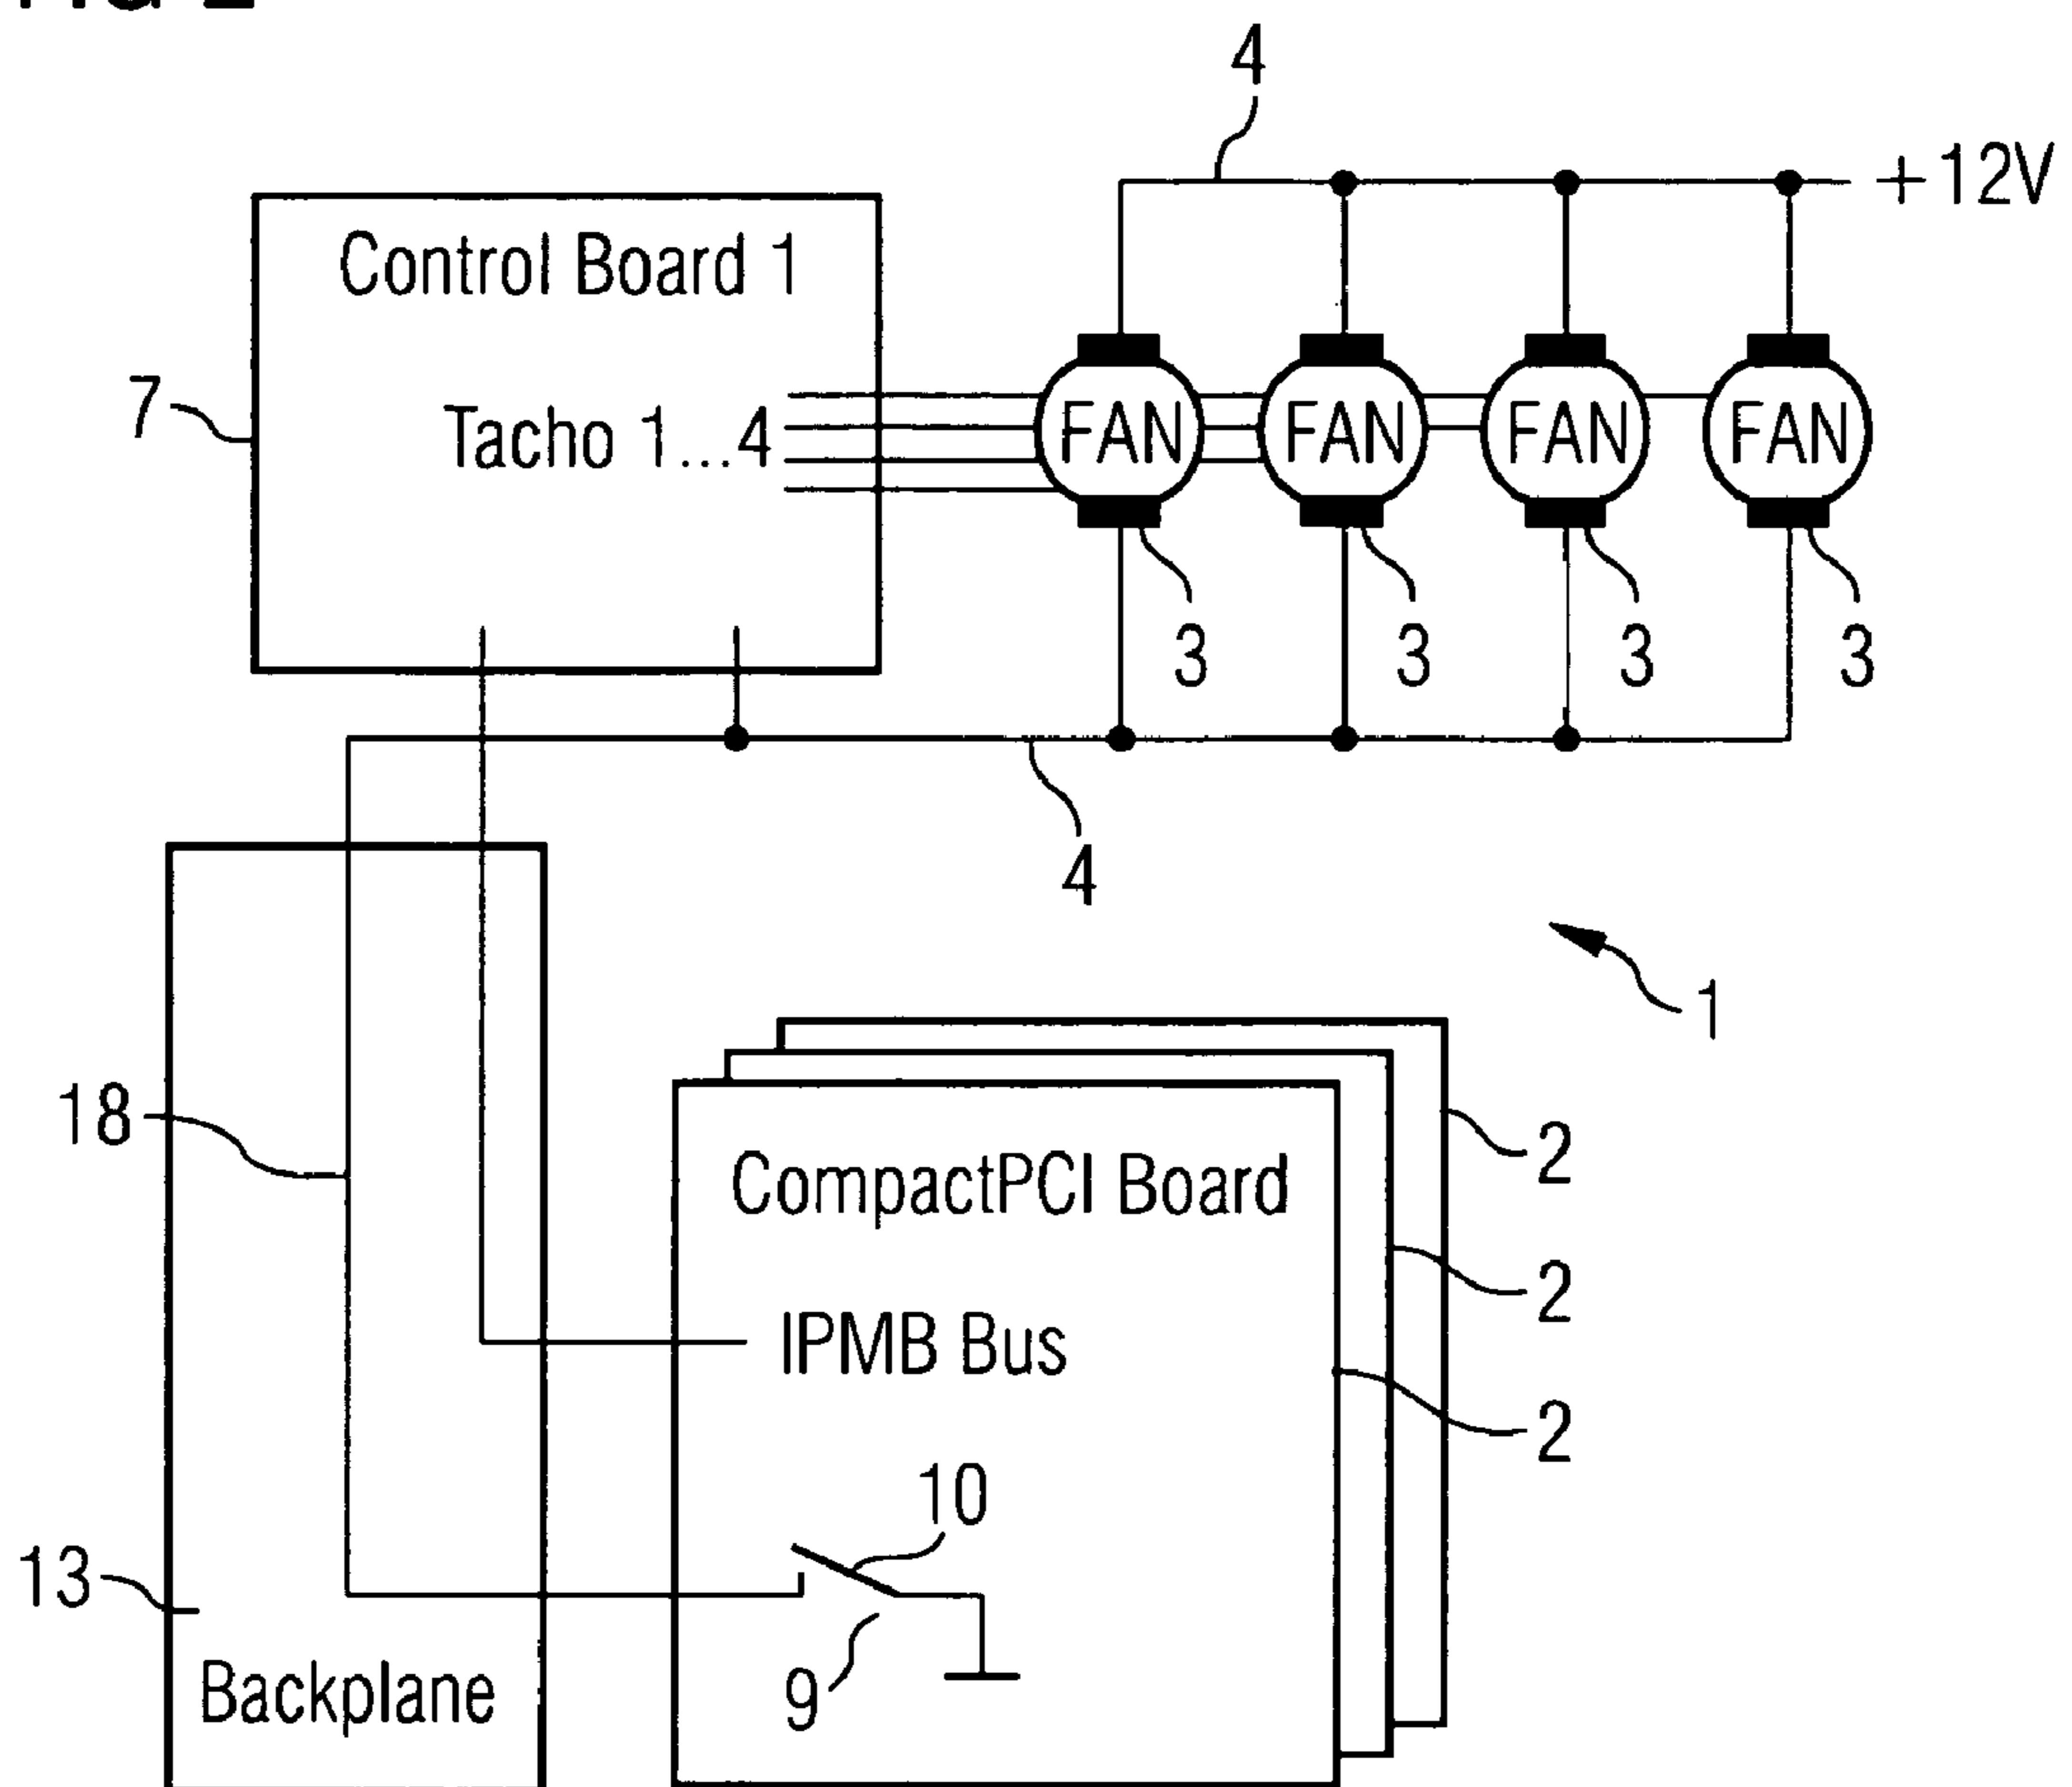 4
+12V
Control Board 1
7
Tacho 1...4
FAN FAN FAN FAN
3 3 3 3
4
1
18
2
CompactPCI Board
2
IPMB Bus
2
10
13
9
Backplane